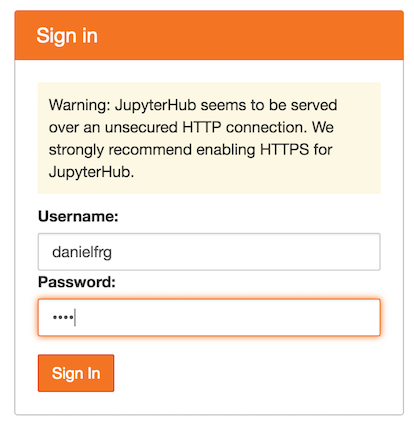 Sign in
Warning: JupyterHub seems to be served
over an unsecured HTTP connection. We
strongly recommend enabling HTTPS for
JupyterHub.
Username:
danielfrg
Password:
••••
Sign In